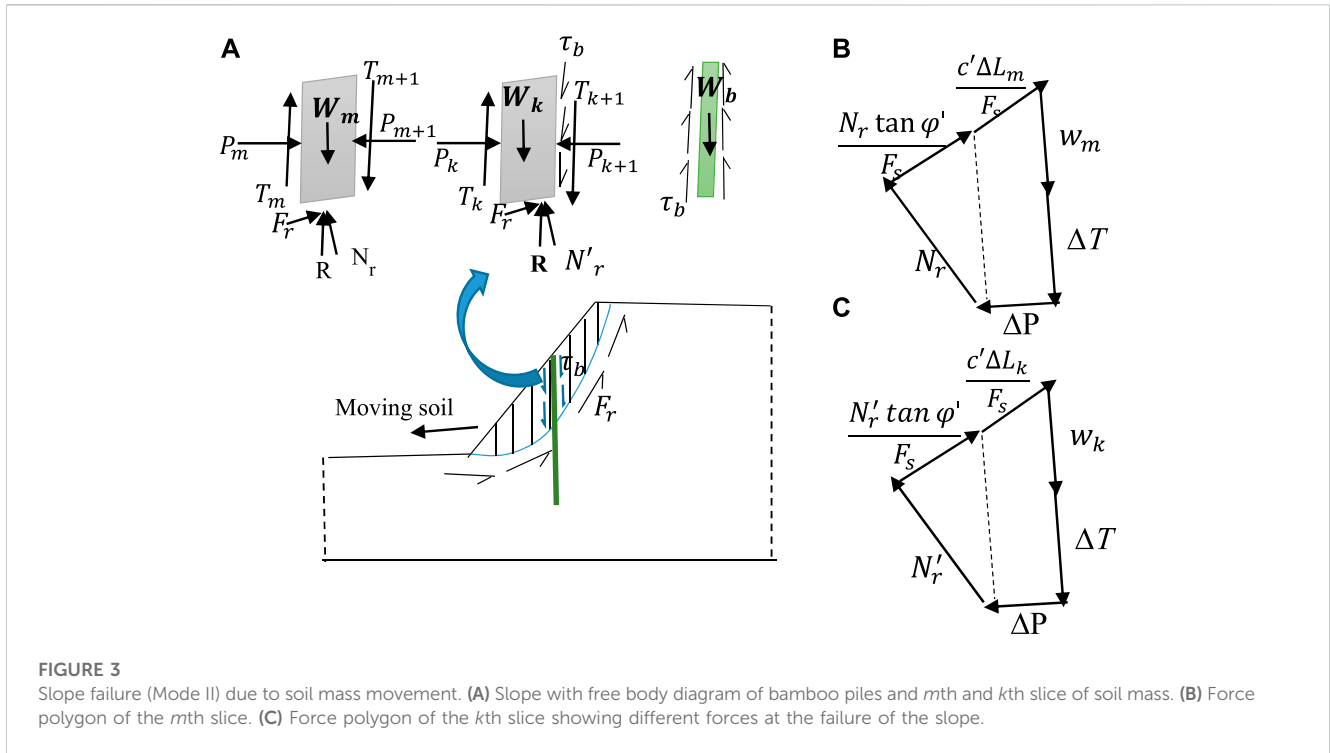 A
T_{m+1}
W_m
P_m
P_{m+1}
T_m
F_r
R
N_r
τ_b
W_k
T_{k+1}
P_k
P_{k+1}
T_k
F_r
R
N'_r
W_b
τ_b
τ_b
F_r
Moving soil
B
c'ΔL_m
F_s
N_r tan φ'
F_s
w_m
N_r
ΔT
ΔP
C
c'ΔL_k
F_s
N'_r tan φ'
F_s
w_k
N'_r
ΔT
ΔP
FIGURE 3
Slope failure (Mode II) due to soil mass movement. (A) Slope with free body diagram of bamboo piles and mth and kth slice of soil mass. (B) Force
polygon of the mth slice. (C) Force polygon of the kth slice showing different forces at the failure of the slope.